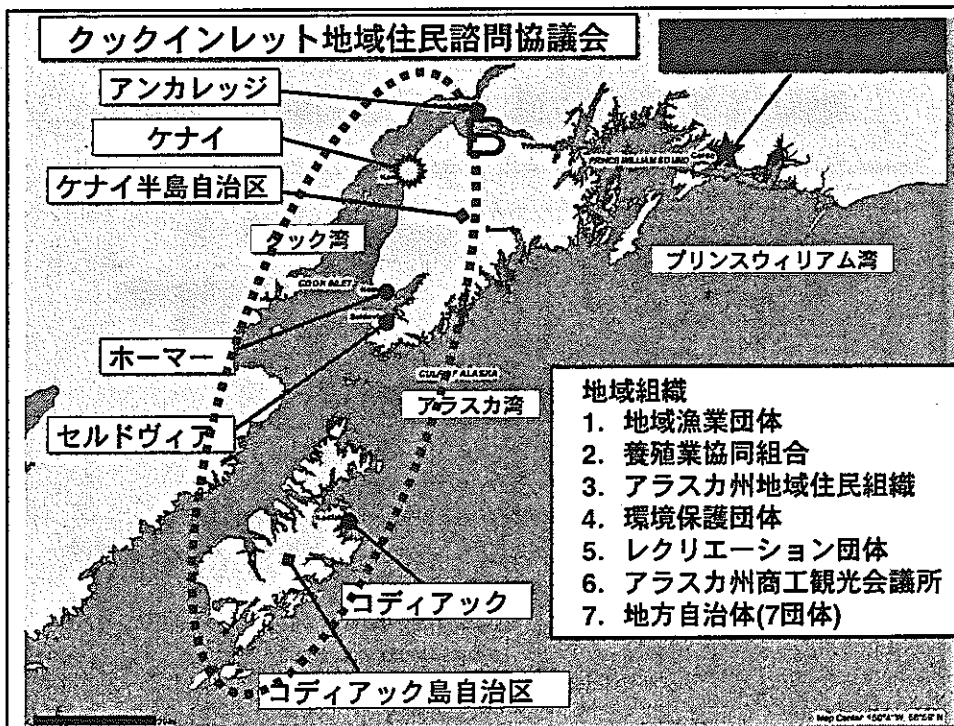 クックインレット地域住民諮問協議会
アンカレッジ
ケナイ
ケナイ半島自治区
クック湾
PRINCE WILLIAM SOUND
プリンスウィリアム湾
COOK INLET
ホーマー
GULF OF ALASKA
アラスカ湾
セルドヴィア
コディアック
コディアック島自治区
地域組織
1. 地域漁業団体
2. 養殖業協同組合
3. アラスカ州地域住民組織
4. 環境保護団体
5. レクリエーション団体
6. アラスカ州商工観光会議所
7. 地方自治体(7団体)